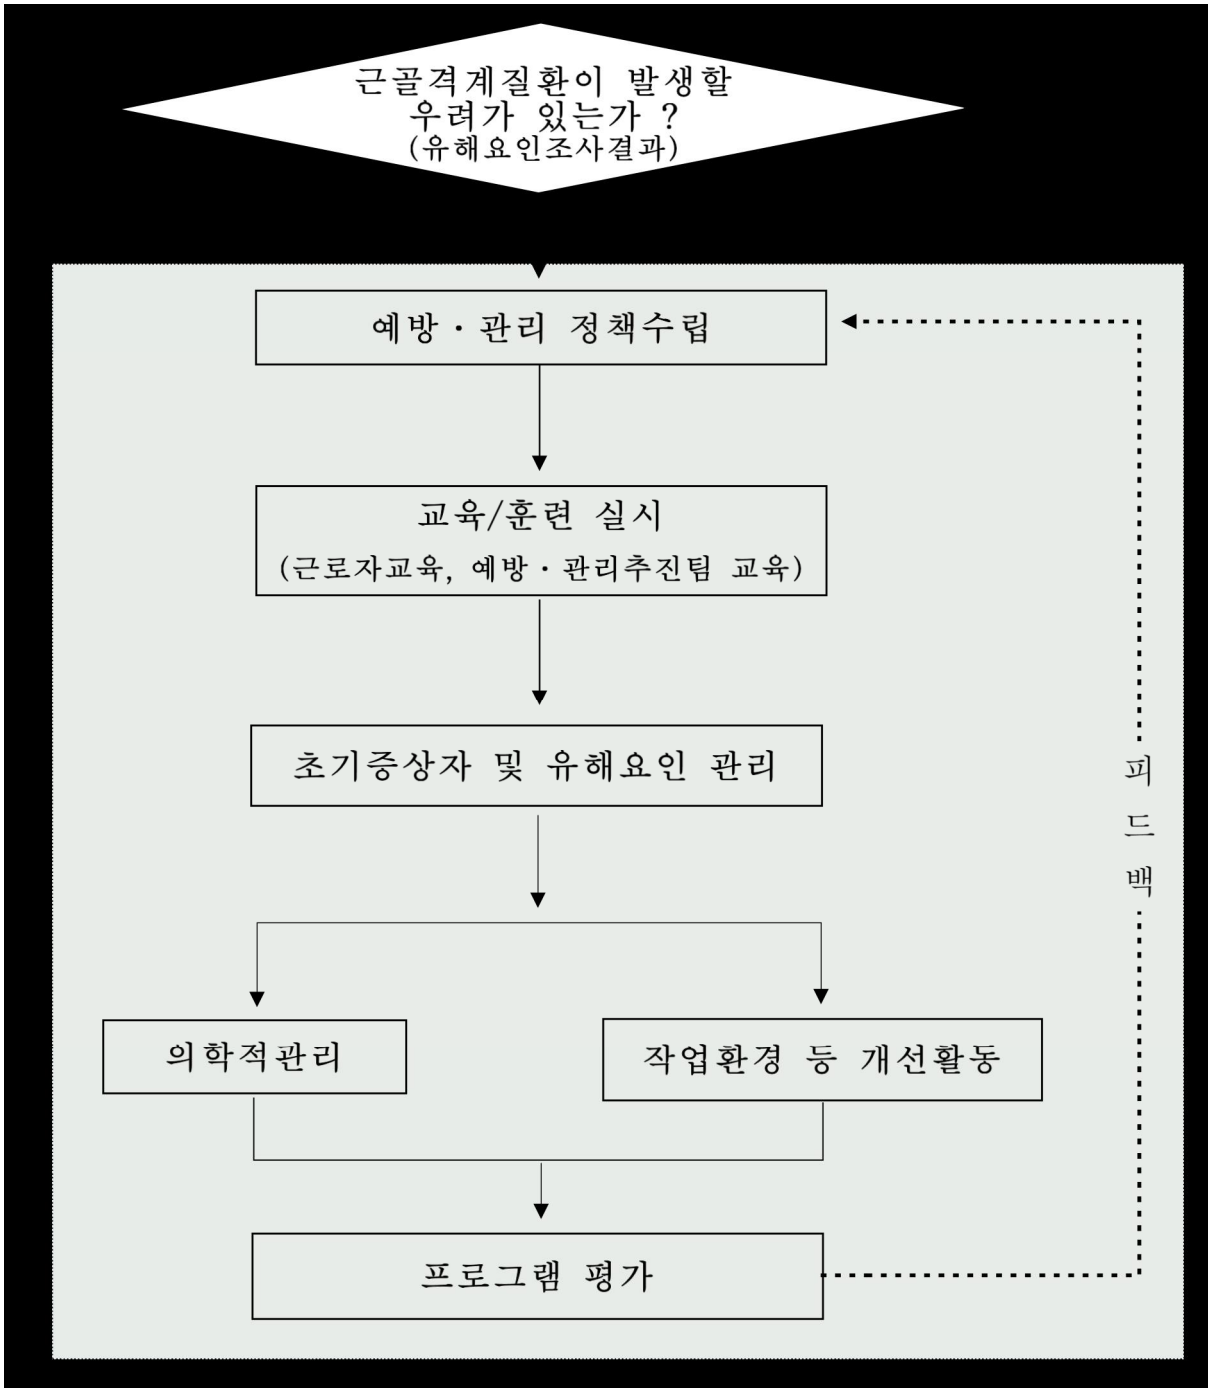 근골격계질환이 발생할
우려가 있는가 ?
(유해요인조사결과)
예방·관리 정책수립
교육/훈련 실시
(근로자교육, 예방·관리추진팀 교육)
초기증상자 및 유해요인 관리
피
드
백
의학적관리
작업환경 등 개선활동
프로그램 평가